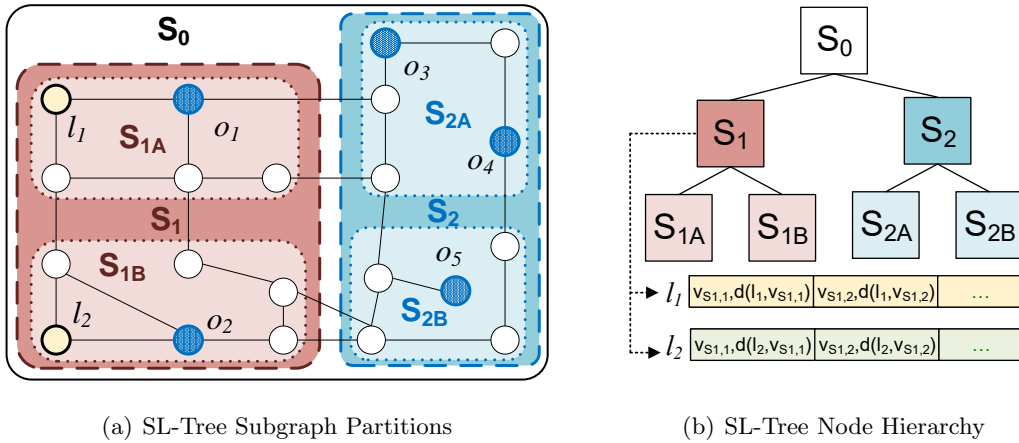 S0
l1
o1
S1A
S1
S1B
l2
o2
o3
S2A
o4
S2
o5
S2B
(a) SL-Tree Subgraph Partitions
S0
S1
S2
S1A
S1B
S2A
S2B
l1 vS1,1,d(l1,vS1,1) vS1,2,d(l1,vS1,2) ...
l2 vS1,1,d(l2,vS1,1) vS1,2,d(l2,vS1,2) ...
(b) SL-Tree Node Hierarchy